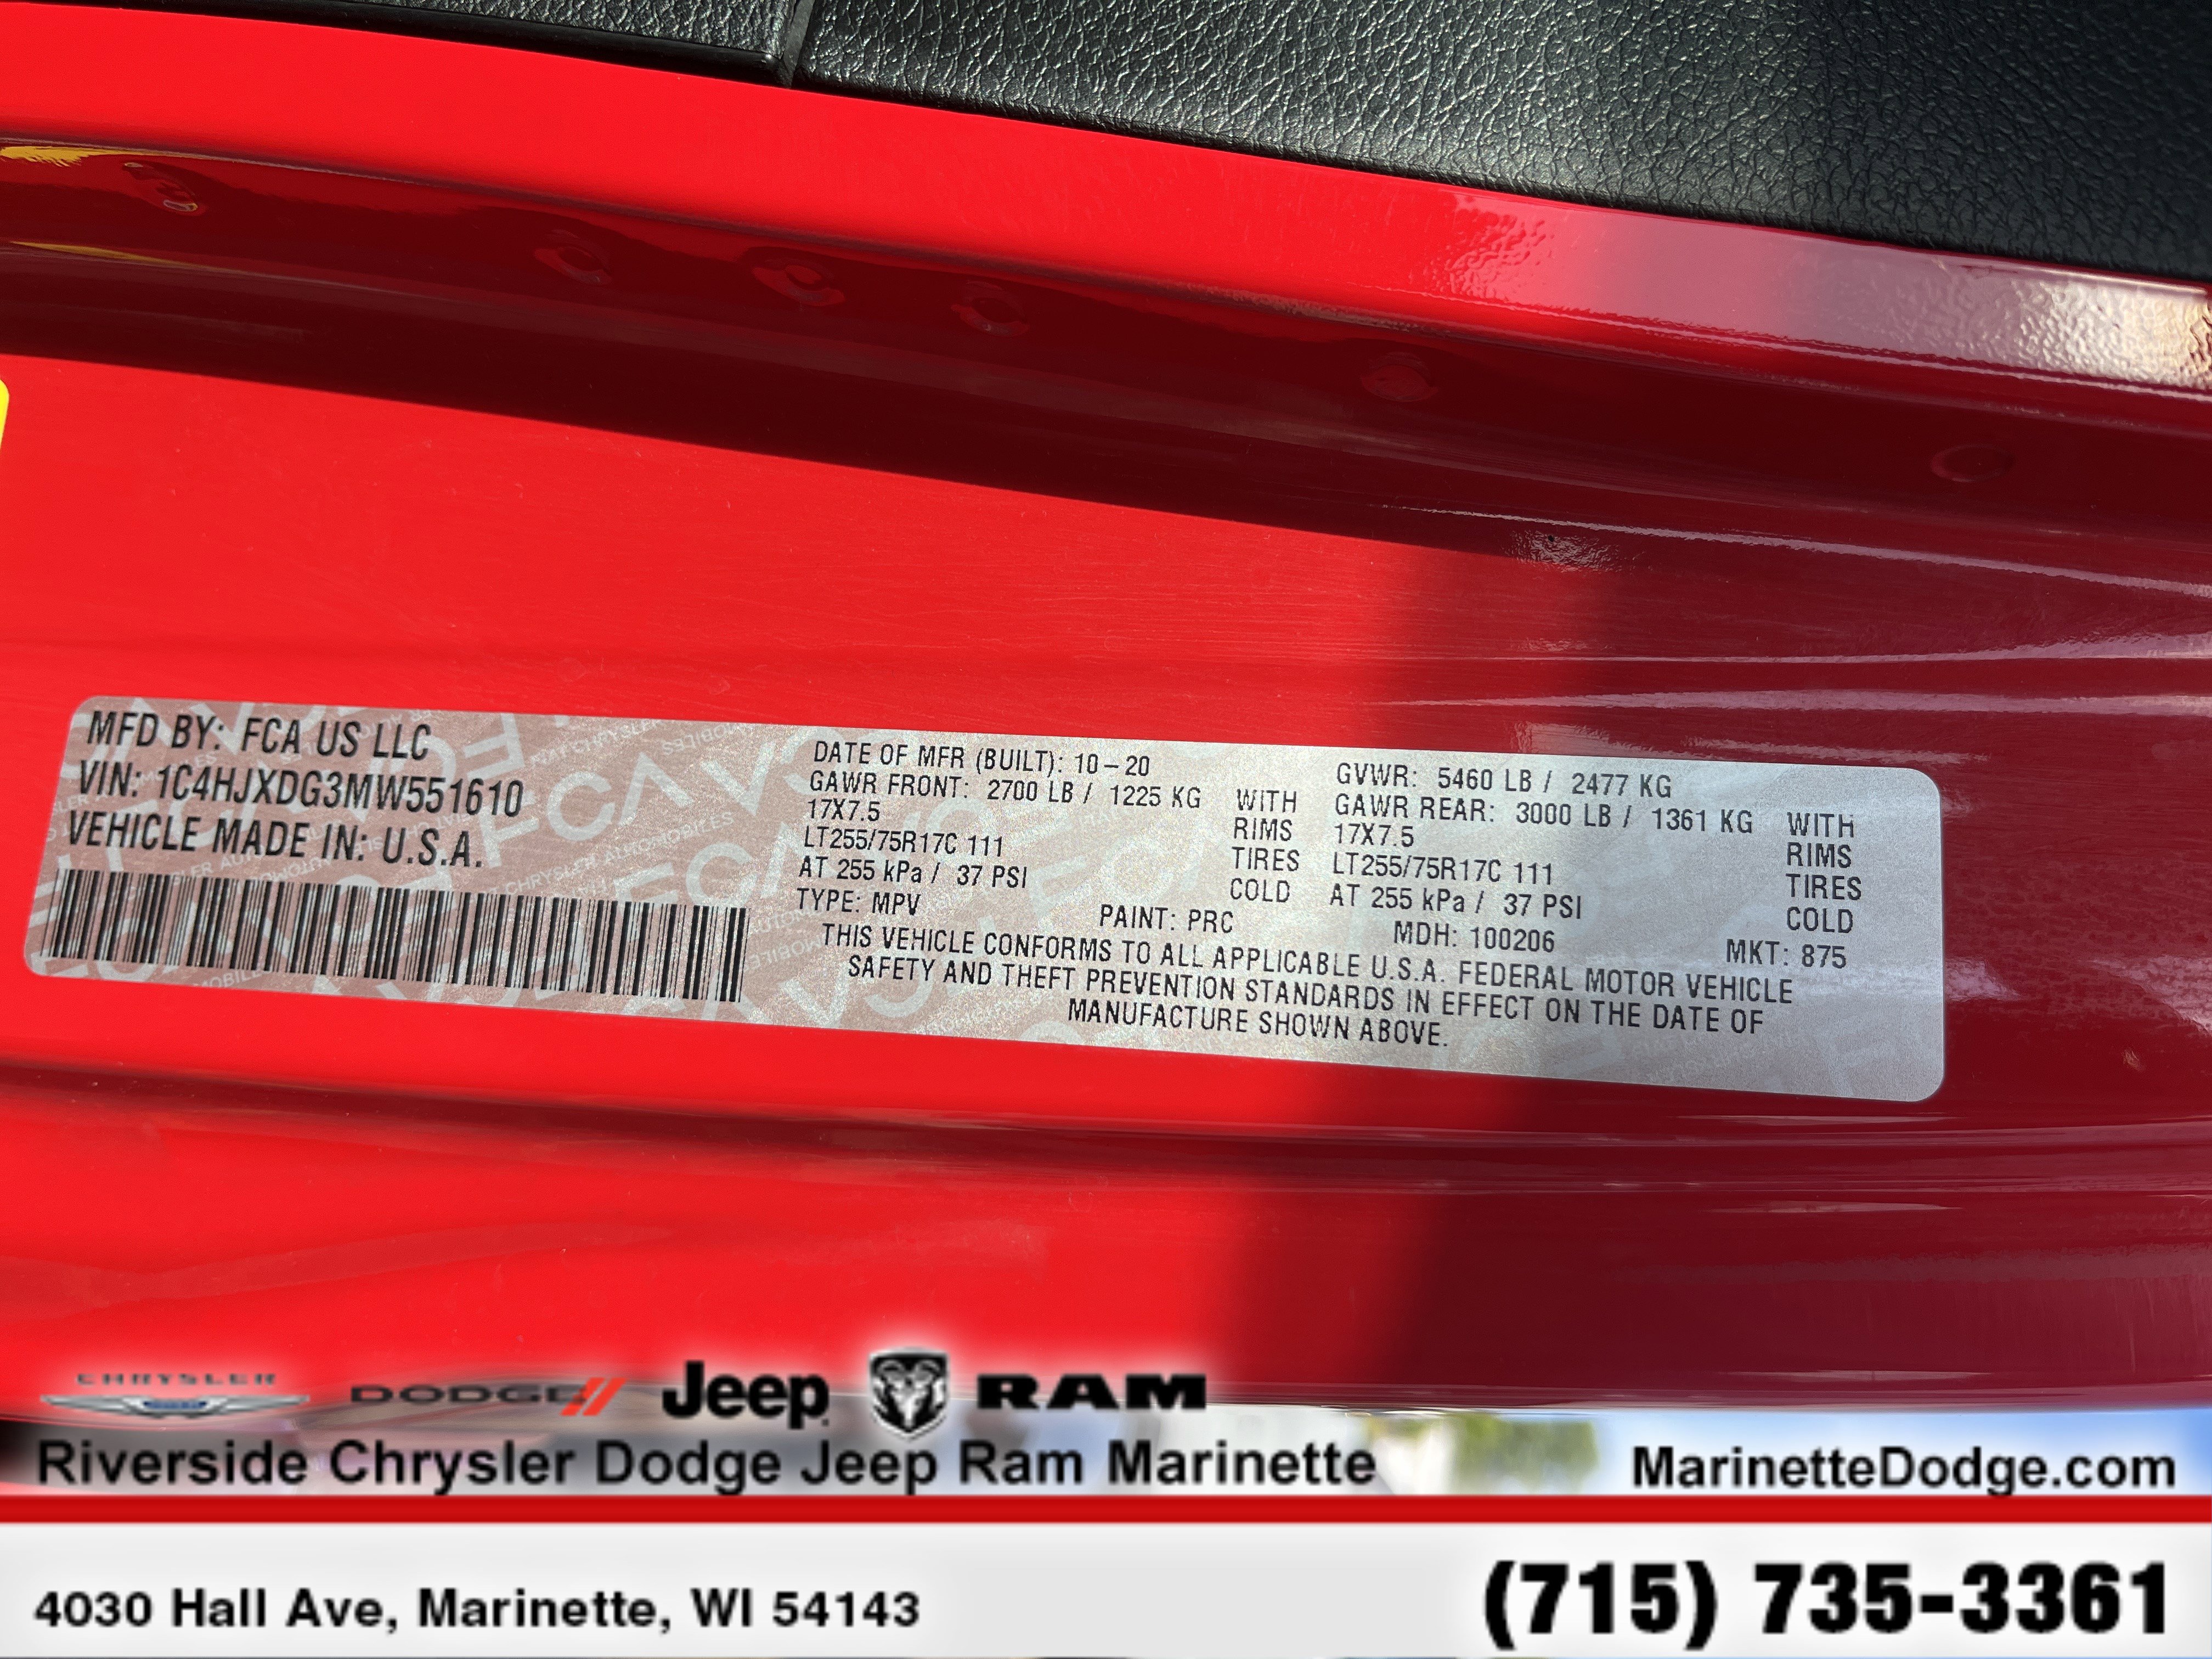 MFD BY: FCA US LLC
VIN: 1C4HJXDG3MW551610
VEHICLE MADE IN: U.S.A.
DATE OF MFR (BUILT): 10-20
GAWR FRONT: 2700 LB / 1225 KG WITH
17X7.5 RIMS
LT255/75R17C 111 TIRES
AT 255 kPa / 37 PSI COLD
GVWR: 5460 LB / 2477 KG
GAWR REAR: 3000 LB / 1361 KG WITH
17X7.5 RIMS
LT255/75R17C 111 TIRES
AT 255 kPa / 37 PSI COLD
TYPE: MPV PAINT: PRC MDH: 100206 MKT: 875
THIS VEHICLE CONFORMS TO ALL APPLICABLE U.S.A. FEDERAL MOTOR VEHICLE
SAFETY AND THEFT PREVENTION STANDARDS IN EFFECT ON THE DATE OF
MANUFACTURE SHOWN ABOVE.
CHRYSLER DODGE Jeep RAM
Riverside Chrysler Dodge Jeep Ram Marinette MarinetteDodge.com
4030 Hall Ave, Marinette, WI 54143 (715) 735-3361